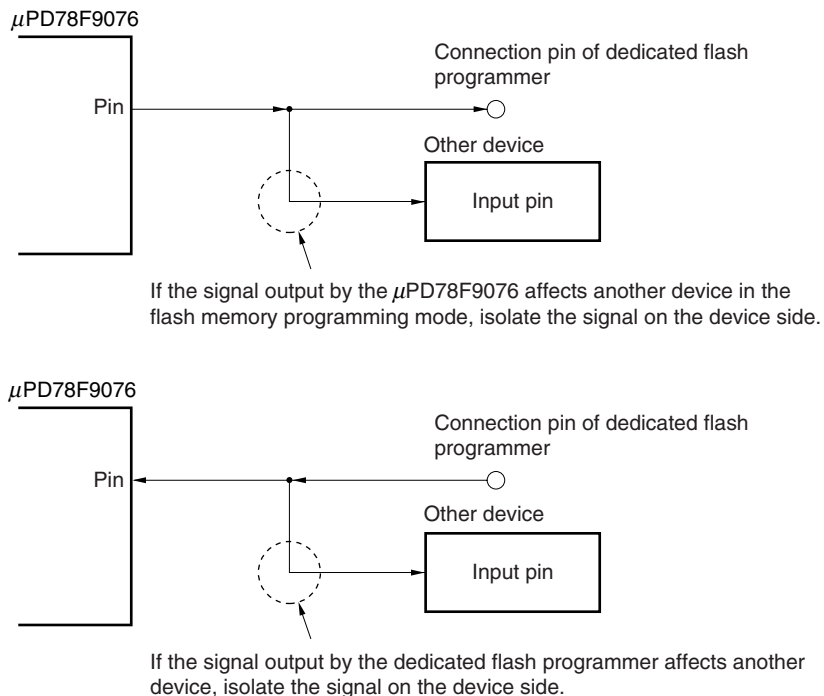 μPD78F9076
Connection pin of dedicated flash
programmer
Pin
Other device
Input pin
If the signal output by the μPD78F9076 affects another device in the
flash memory programming mode, isolate the signal on the device side.
μPD78F9076
Connection pin of dedicated flash
programmer
Pin
Other device
Input pin
If the signal output by the dedicated flash programmer affects another
device, isolate the signal on the device side.